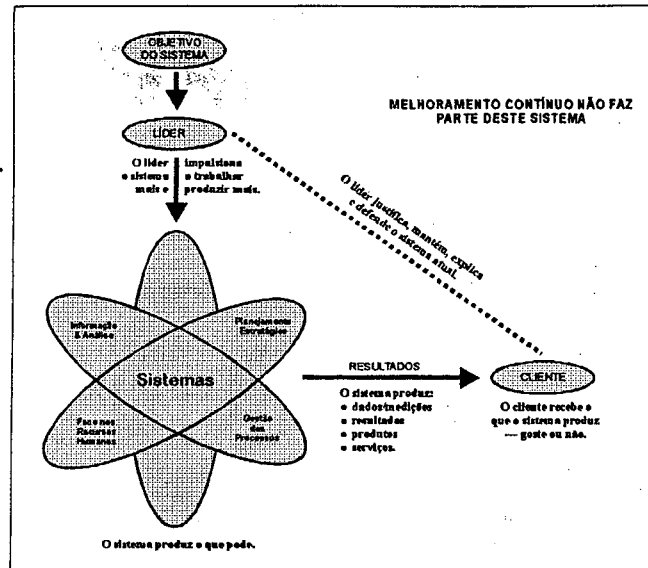 OBJETIVO
DO SISTEMA
MELHORAMENTO CONTÍNUO NÃO FAZ
PARTE DESTE SISTEMA
LÍDER
O líder impulsiona
o sistema a trabalhar
mais e produzir mais.
O líder justifica, mantém, explica
e defende o sistema atual.
Informação
& Análise
Planejamento
Estratégico
Sistemas
Foco nos
Recursos
Humanos
Gestão
dos
Processos
RESULTADOS
O sistema produz:
• dados/medições
• resultados
• produtos
• serviços.
CLIENTE
O cliente recebe o
que o sistema produz
— goste ou não.
O sistema produz o que pode.